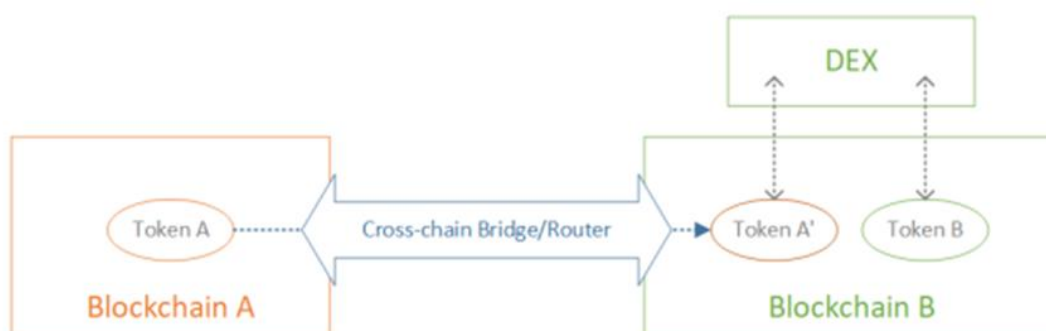 DEX
Token A
Cross-chain Bridge/Router
Token A'
Token B
Blockchain A
Blockchain B